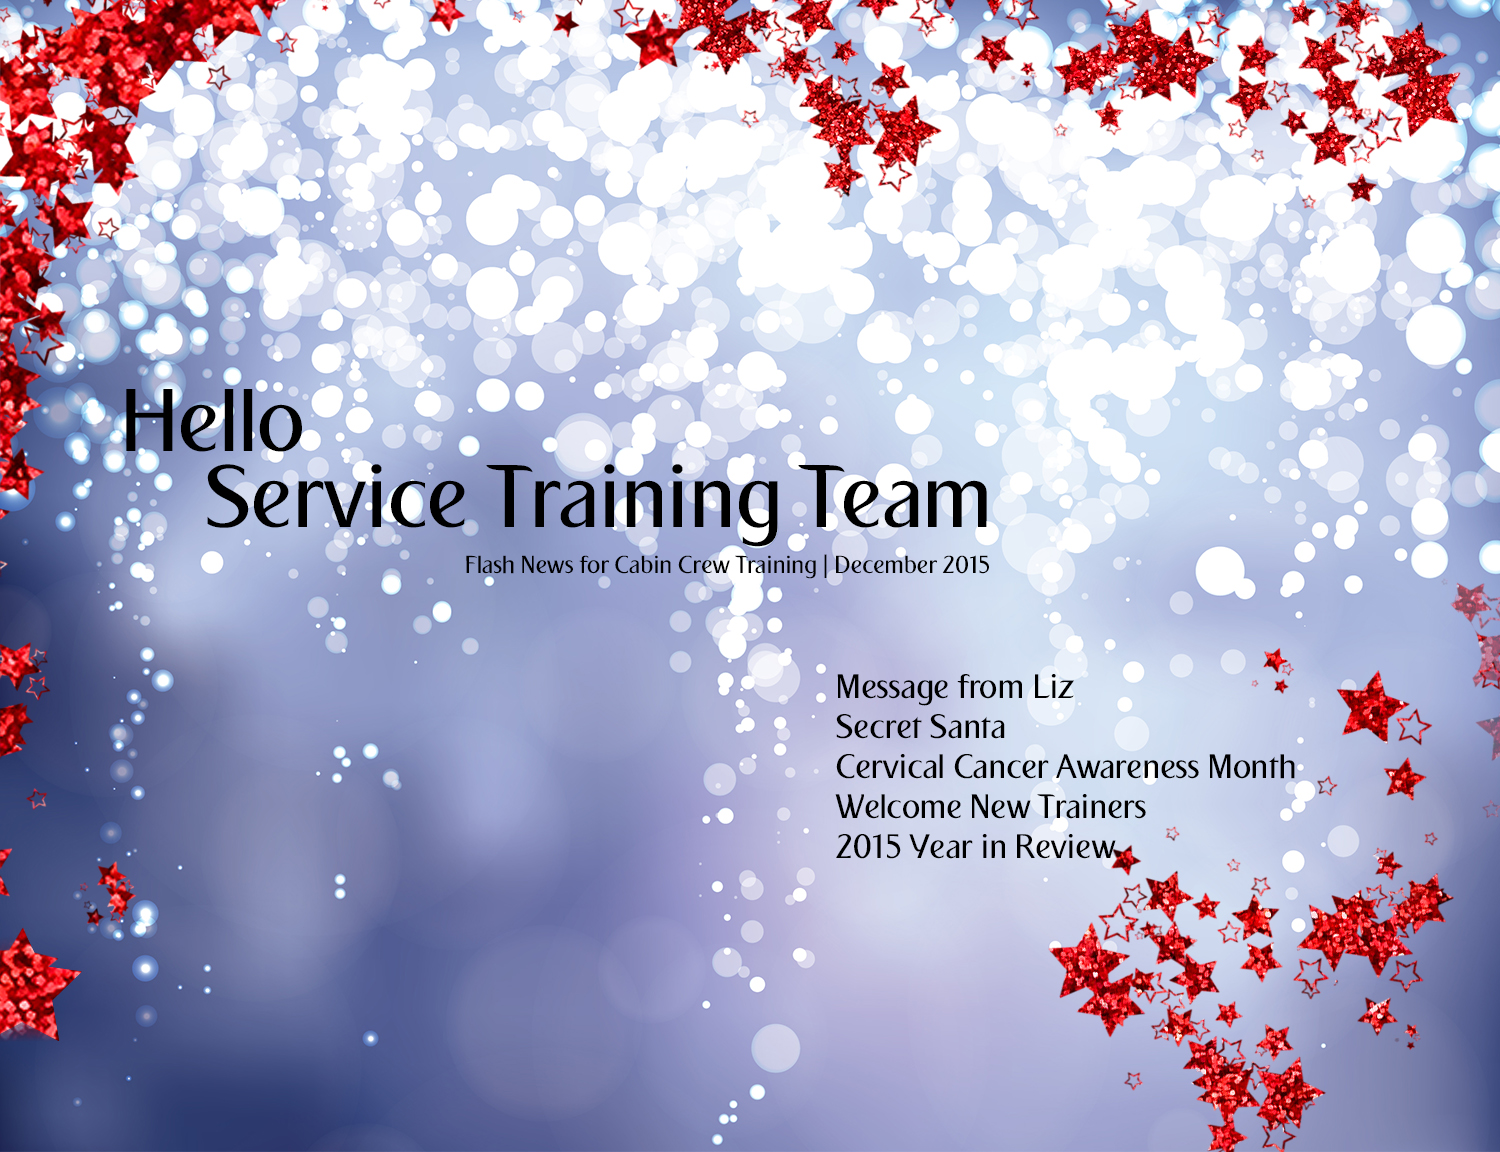 Hello
Service Training Team
Flash News for Cabin Crew Training | December 2015
Message from Liz
Secret Santa
Cervical Cancer Awareness Month
Welcome New Trainers
2015 Year in Review